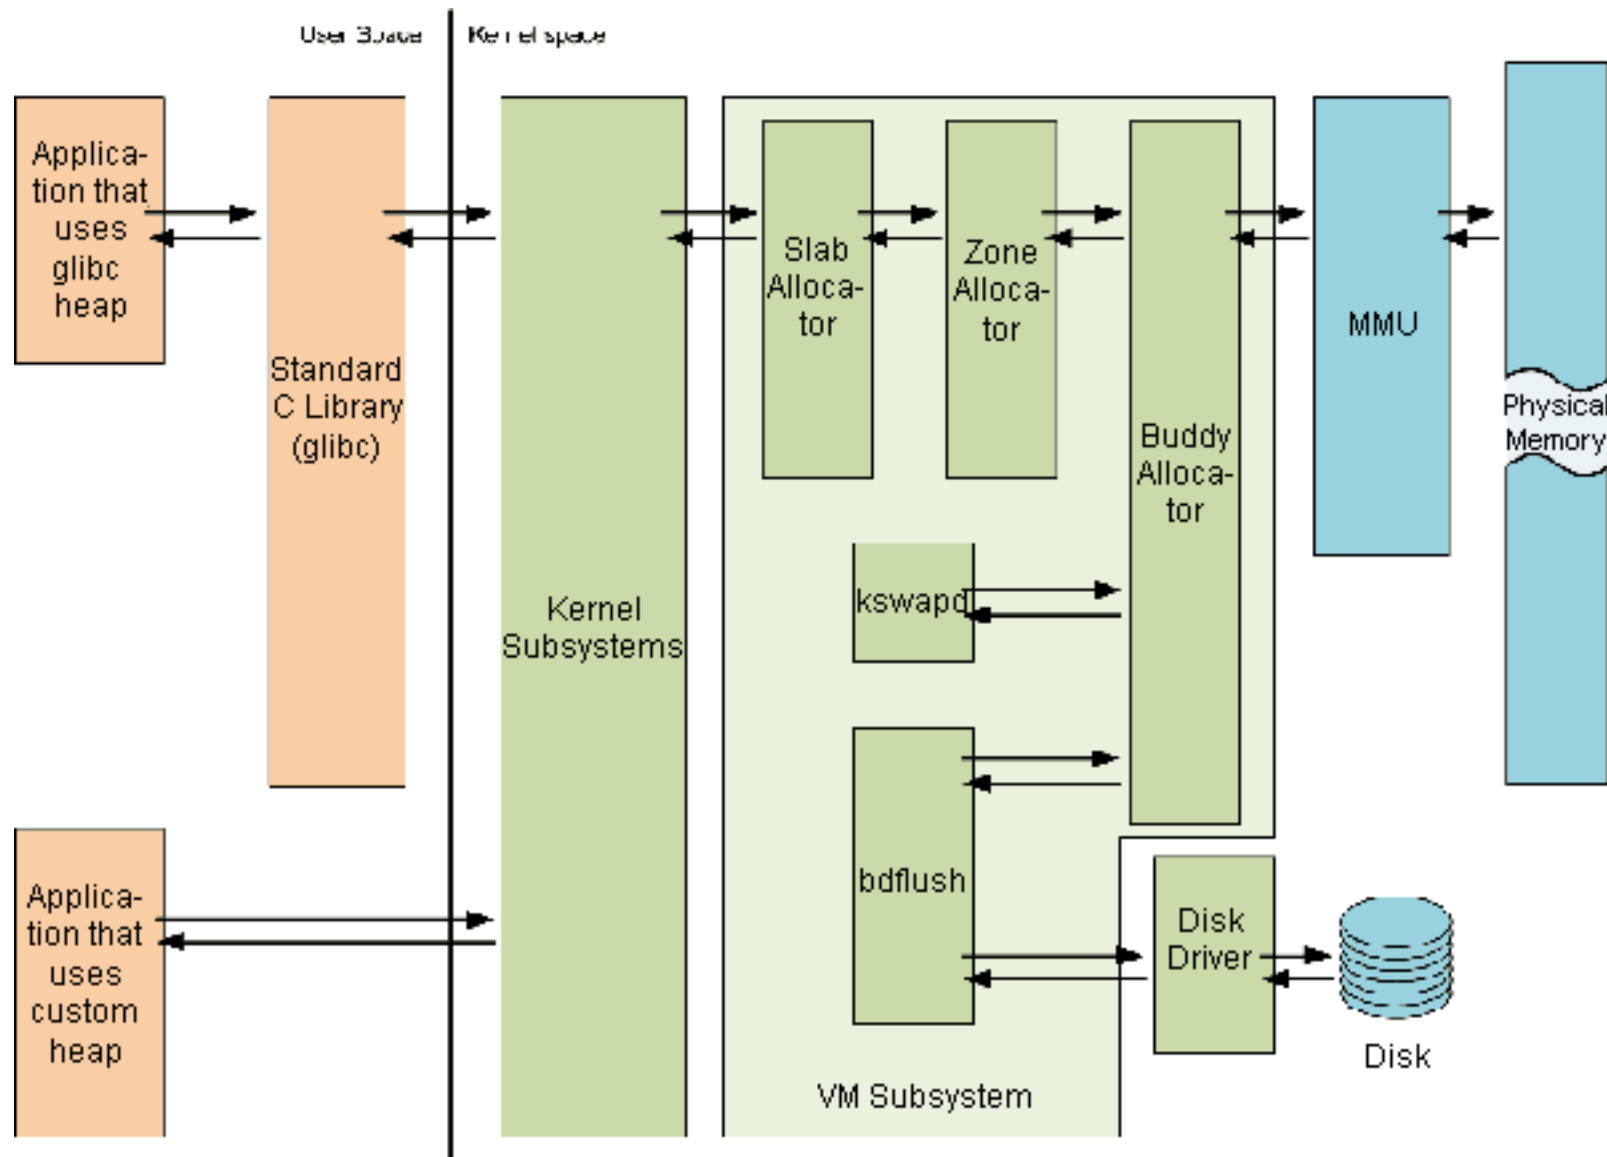 User Space
Kernel space
Applica-
tion that
uses
glibc
heap
Standard
C Library
(glibc)
Kernel
Subsystems
Slab
Alloca-
tor
Zone
Alloca-
tor
Buddy
Alloca-
tor
MMU
Physical
Memory
kswapd
bdflush
Applica-
tion that
uses
custom
heap
Disk
Driver
Disk
VM Subsystem